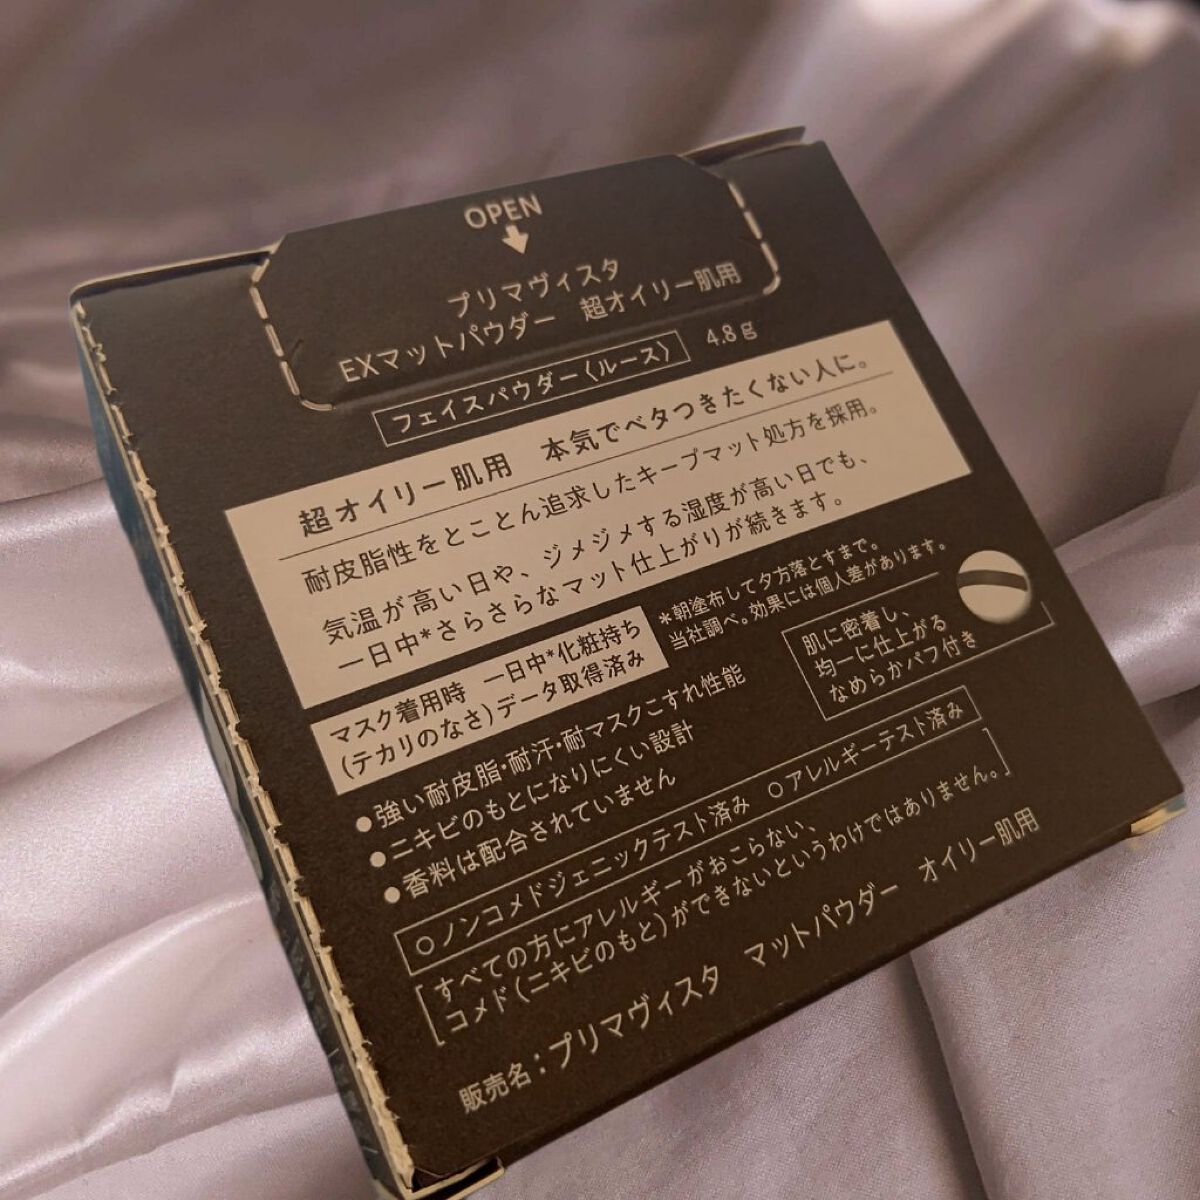 OPEN
プリマヴィスタ
EXマットパウダー 超オイリー肌用
フェイスパウダー〈ルース〉 4.8g
超オイリー肌用 本気でベタつきたくない人に。
耐皮脂性をとことん追求したキープマット処方を採用。
気温が高い日や、ジメジメする湿度が高い日でも、
一日中*さらさらなマット仕上がりが続きます。
マスク着用時 一日中*化粧持ち
(テカリのなさ)データ取得済み
*朝塗布して夕方落とすまで。
当社調べ。効果には個人差があります。
●強い耐皮脂・耐汗・耐マスクこすれ性能
●ニキビのもとになりにくい設計
●香料は配合されていません
肌に密着し、
均一に仕上がる
なめらかパフ付き
○ノンコメドジェニックテスト済み ○アレルギーテスト済み
[すべての方にアレルギーがおこらない、
コメド(ニキビのもと)ができないというわけではありません。]
販売名：プリマヴィスタ マットパウダー オイリー肌用